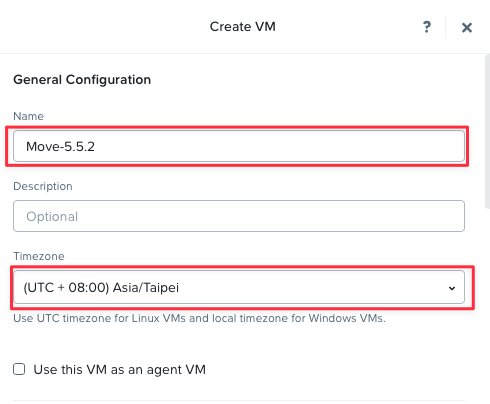 Create VM
?
General Configuration
Name
Move-5.5.2
Description
Optional
Timezone
(UTC + 08:00) Asia/Taipei
Use UTC timezone for Linux VMs and local timezone for Windows VMs.
Use this VM as an agent VM